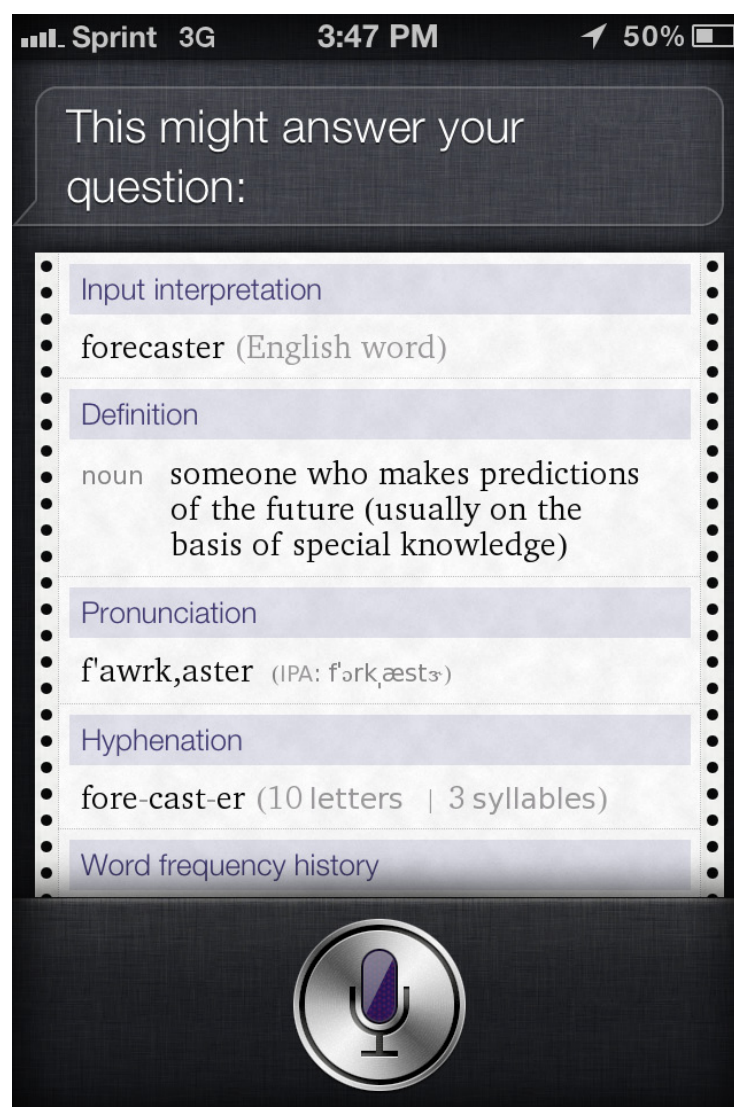 Sprint 3G 3:47 PM 50%
This might answer your
question:
Input interpretation
forecaster (English word)
Definition
noun someone who makes predictions
of the future (usually on the
basis of special knowledge)
Pronunciation
f'awrk,aster (IPA: f'ɔrkˌæstɝ)
Hyphenation
fore-cast-er (10 letters | 3 syllables)
Word frequency history